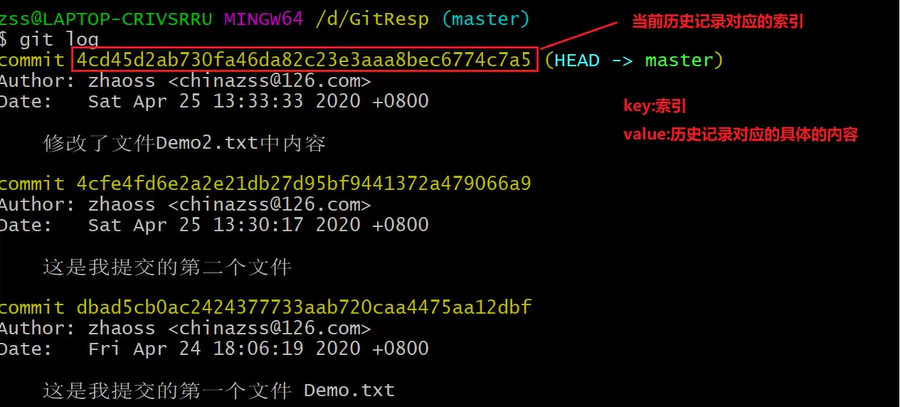 zss@LAPTOP-CRIVSRRU MINGW64 /d/GitResp (master)
当前历史记录对应的索引
$ git log
commit 4cd45d2ab730fa46da82c23e3aaa8bec6774c7a5 (HEAD -> master)
Author: zhaoss <chinazss@126.com>
Date:   Sat Apr 25 13:33:33 2020 +0800
key:索引
value:历史记录对应的具体的内容
修改了文件Demo2.txt中内容
commit 4cfe4fd6e2a2e21db27d95bf9441372a479066a9
Author: zhaoss <chinazss@126.com>
Date:   Sat Apr 25 13:30:17 2020 +0800
这是我提交的第二个文件
commit dbad5cb0ac2424377733aab720caa4475aa12dbf
Author: zhaoss <chinazss@126.com>
Date:   Fri Apr 24 18:06:19 2020 +0800
这是我提交的第一个文件 Demo.txt